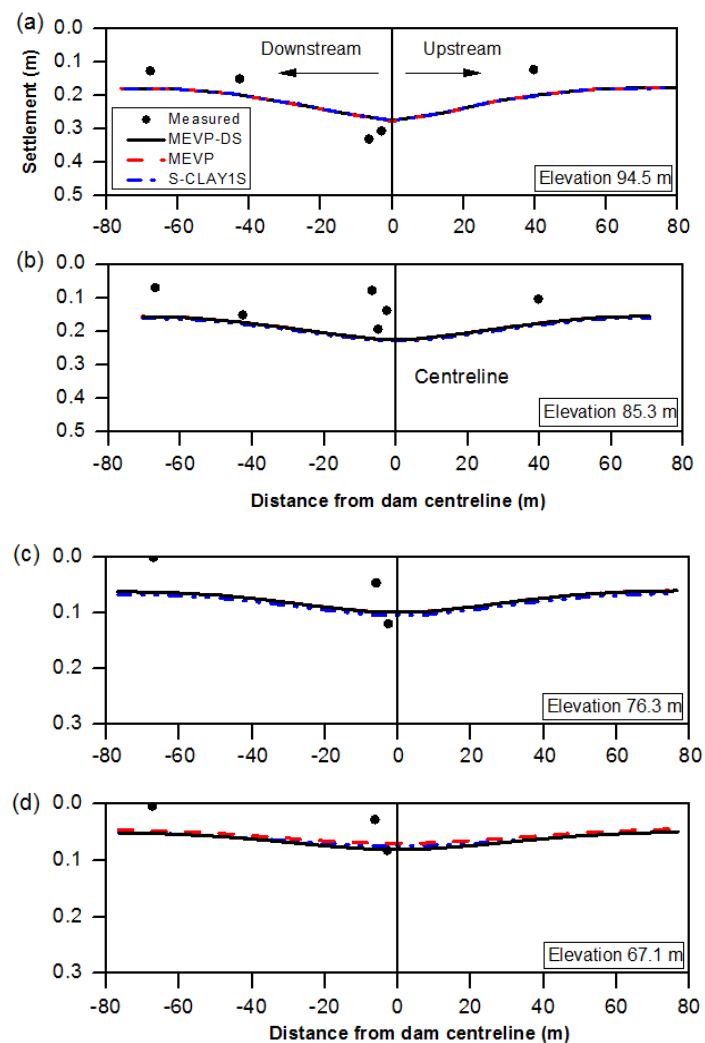 (a)
0.0
0.1
0.2
0.3
0.4
0.5
Settlement (m)
Downstream
Upstream
Measured
MEVP-DS
MEVP
S-CLAY1S
Elevation 94.5 m
-80 -60 -40 -20 0 20 40 60 80
(b)
0.0
0.1
0.2
0.3
0.4
0.5
Centreline
Elevation 85.3 m
-80 -60 -40 -20 0 20 40 60 80
Distance from dam centreline (m)
(c)
0.0
0.1
0.2
0.3
Elevation 76.3 m
-80 -60 -40 -20 0 20 40 60 80
(d)
0.0
0.1
0.2
0.3
Elevation 67.1 m
-80 -60 -40 -20 0 20 40 60 80
Distance from dam centreline (m)